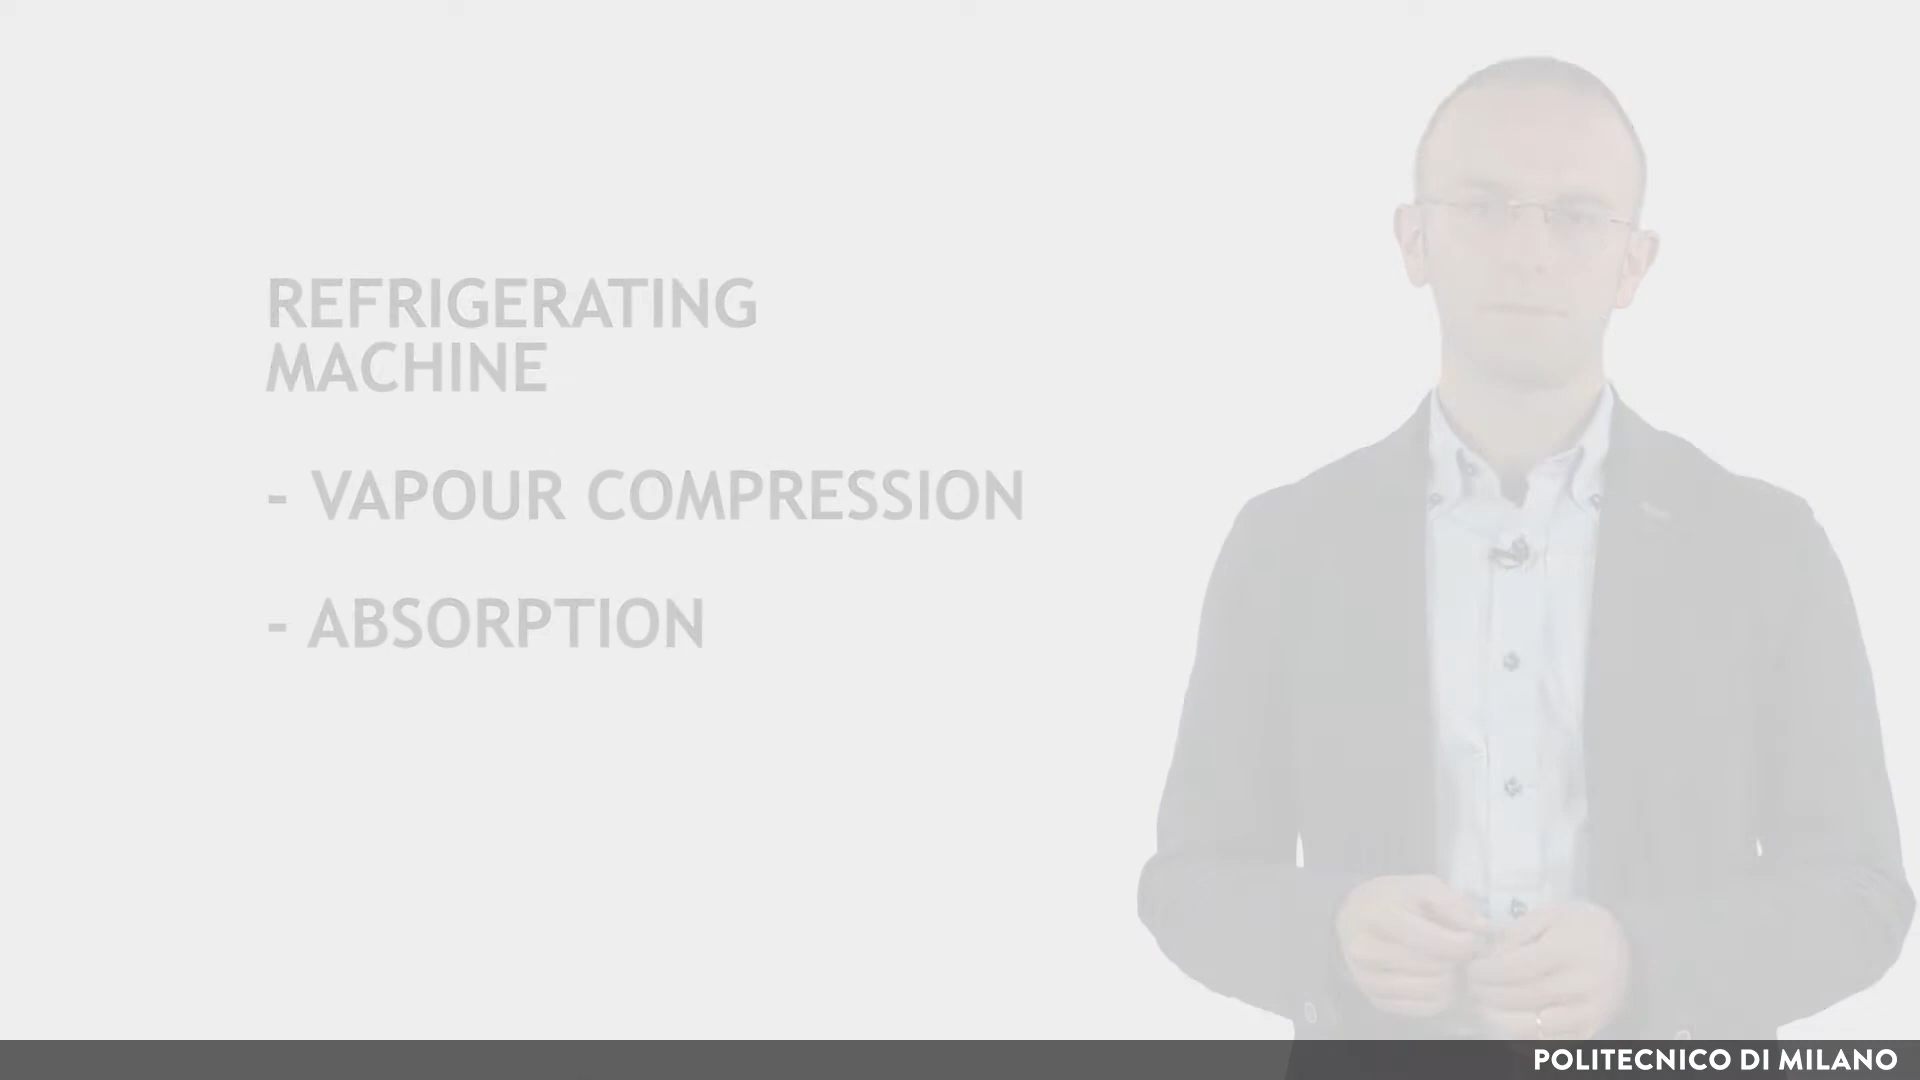 REFRIGERATING
MACHINE
- VAPOUR COMPRESSION
- ABSORPTION
POLITECNICO DI MILANO